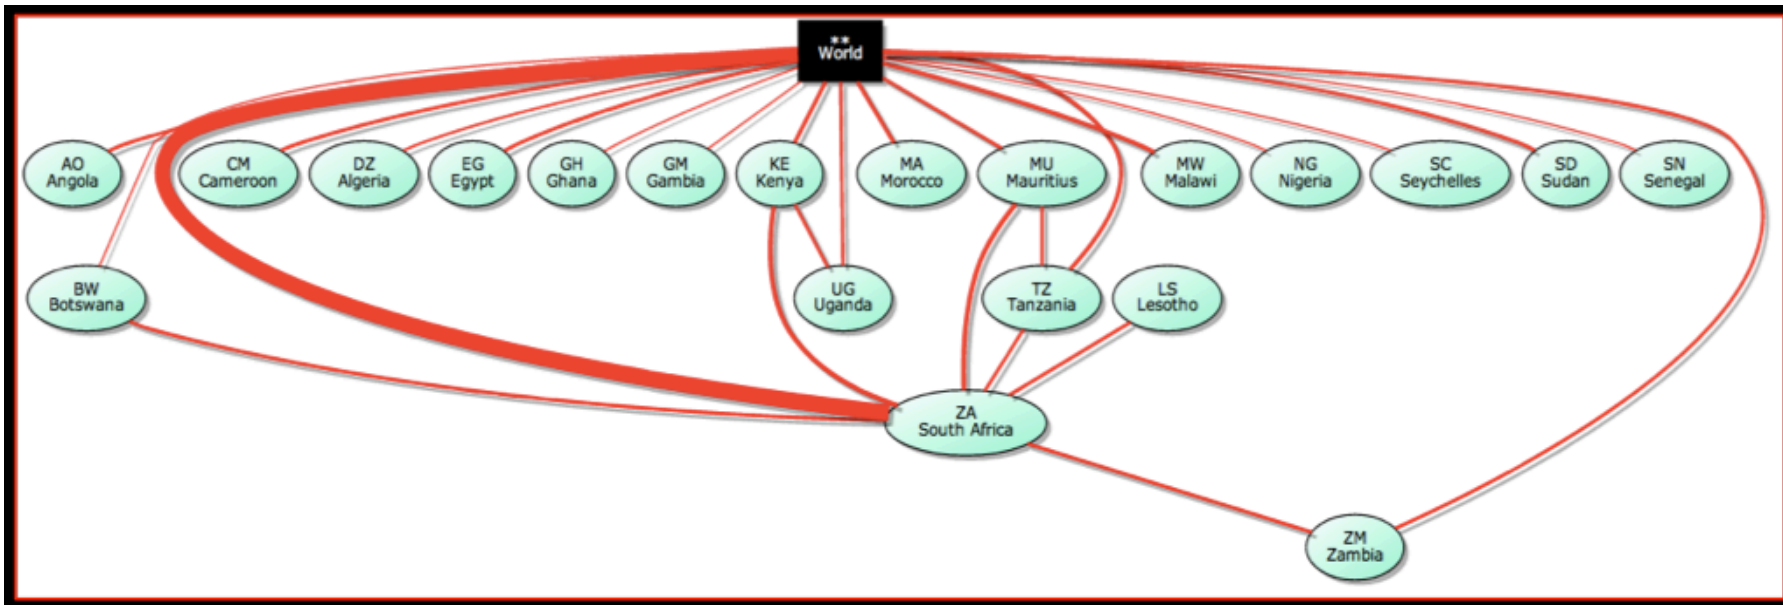 **
World
AO
Angola
CM
Cameroon
DZ
Algeria
EG
Egypt
GH
Ghana
GM
Gambia
KE
Kenya
MA
Morocco
MU
Mauritius
MW
Malawi
NG
Nigeria
SC
Seychelles
SD
Sudan
SN
Senegal
BW
Botswana
UG
Uganda
TZ
Tanzania
LS
Lesotho
ZA
South Africa
ZM
Zambia